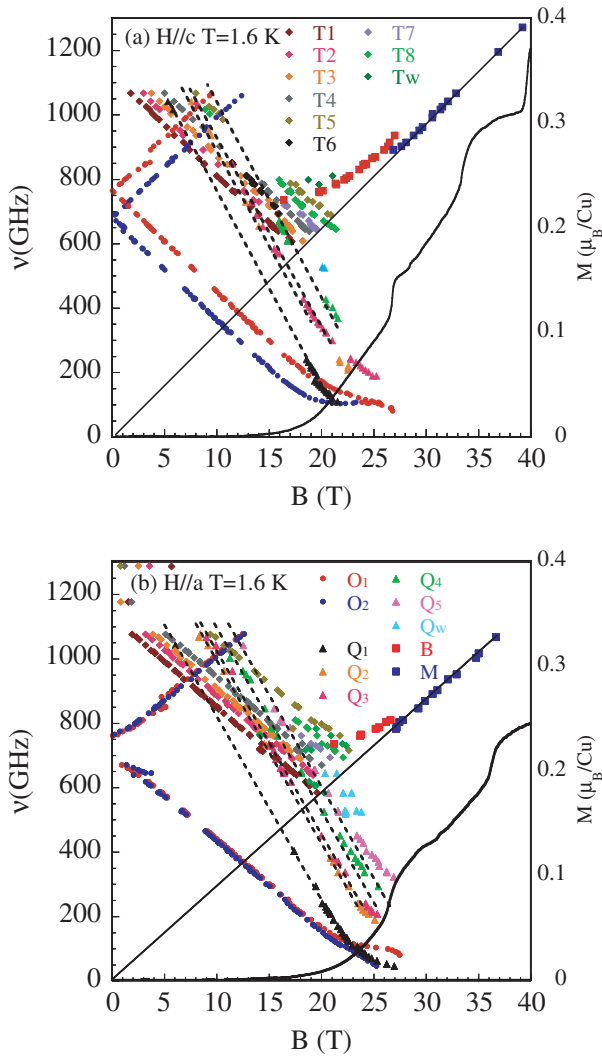 (a) H//c T=1.6 K
T1
T2
T3
T4
T5
T6
T7
T8
Tw
1200
1000
800
600
400
200
0
ν(GHz)
0.4
0.3
0.2
0.1
0
M (μB/Cu)
0 5 10 15 20 25 30 35 40
B (T)
(b) H//a T=1.6 K
O1
O2
Q1
Q2
Q3
Q4
Q5
Qw
B
M
1200
1000
800
600
400
200
0
ν(GHz)
0.4
0.3
0.2
0.1
0
M (μB/Cu)
0 5 10 15 20 25 30 35 40
B (T)